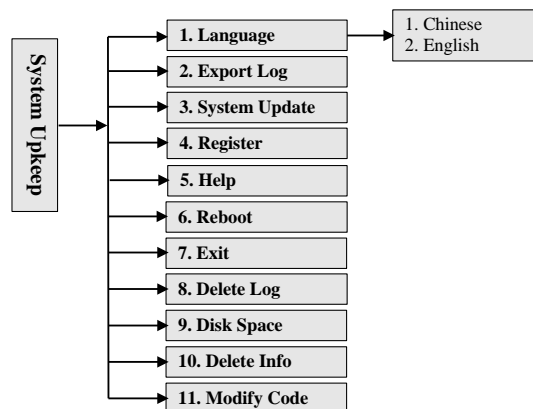 System Upkeep
1. Language
1. Chinese
2. English
2. Export Log
3. System Update
4. Register
5. Help
6. Reboot
7. Exit
8. Delete Log
9. Disk Space
10. Delete Info
11. Modify Code